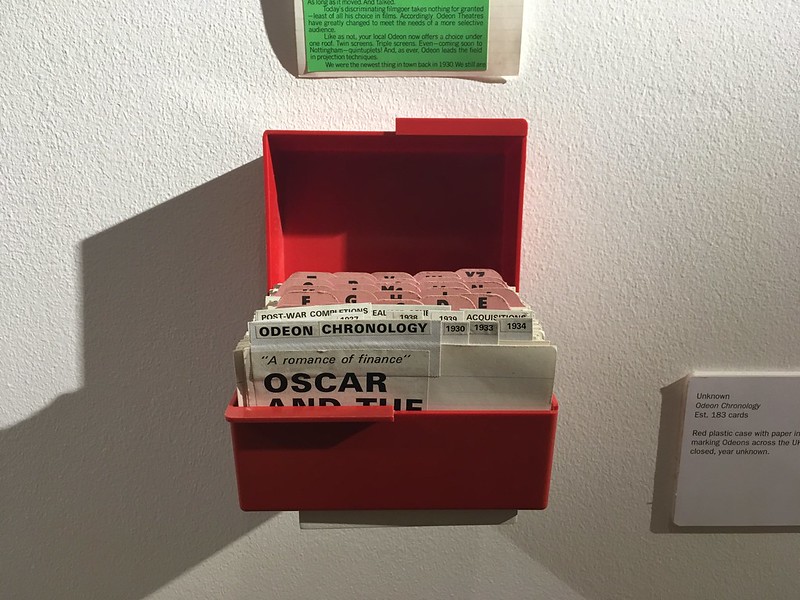 As long as it moved. And talked.
Today's discriminating filmgoer takes nothing for granted
—least of all his choice in films. Accordingly Odeon Theatres
have greatly changed to meet the needs of a more selective
audience.
Like as not, your local Odeon now offers a choice under
one roof. Twin screens. Triple screens. Even—coming soon to
Nottingham—quintuplets! And, as ever, Odeon leads the field
in projection techniques.
We were the newest thing in town back in 1930. We still are
YZ
F G H D E
POST-WAR COMPLETIONS 1937 1938 1939 ACQUISITIONS
ODEON CHRONOLOGY 1930 1933 1934
"A romance of finance"
OSCAR
AND THE
Unknown
Odeon Chronology
Est. 183 cards
Red plastic case with paper in
marking Odeons across the UK
closed, year unknown.